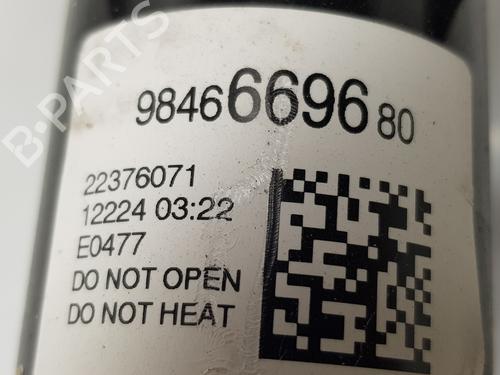 9846669680
22376071
12224 03:22
E0477
DO NOT OPEN
DO NOT HEAT
B-PARTS